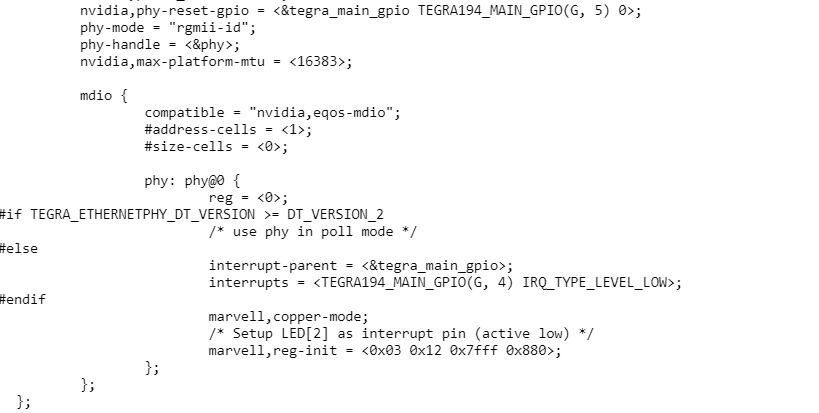 nvidia,phy-reset-gpio = <&tegra_main_gpio TEGRA194_MAIN_GPIO(G, 5) 0>;
phy-mode = "rgmii-id";
phy-handle = <&phy>;
nvidia,max-platform-mtu = <16383>;
mdio {
compatible = "nvidia,eqos-mdio";
#address-cells = <1>;
#size-cells = <0>;
phy: phy@0 {
reg = <0>;
#if TEGRA_ETHERNETPHY_DT_VERSION >= DT_VERSION_2
/* use phy in poll mode */
#else
interrupt-parent = <&tegra_main_gpio>;
interrupts = <TEGRA194_MAIN_GPIO(G, 4) IRQ_TYPE_LEVEL_LOW>;
#endif
marvell,copper-mode;
/* Setup LED[2] as interrupt pin (active low) */
marvell,reg-init = <0x03 0x12 0x7fff 0x880>;
};
};
};